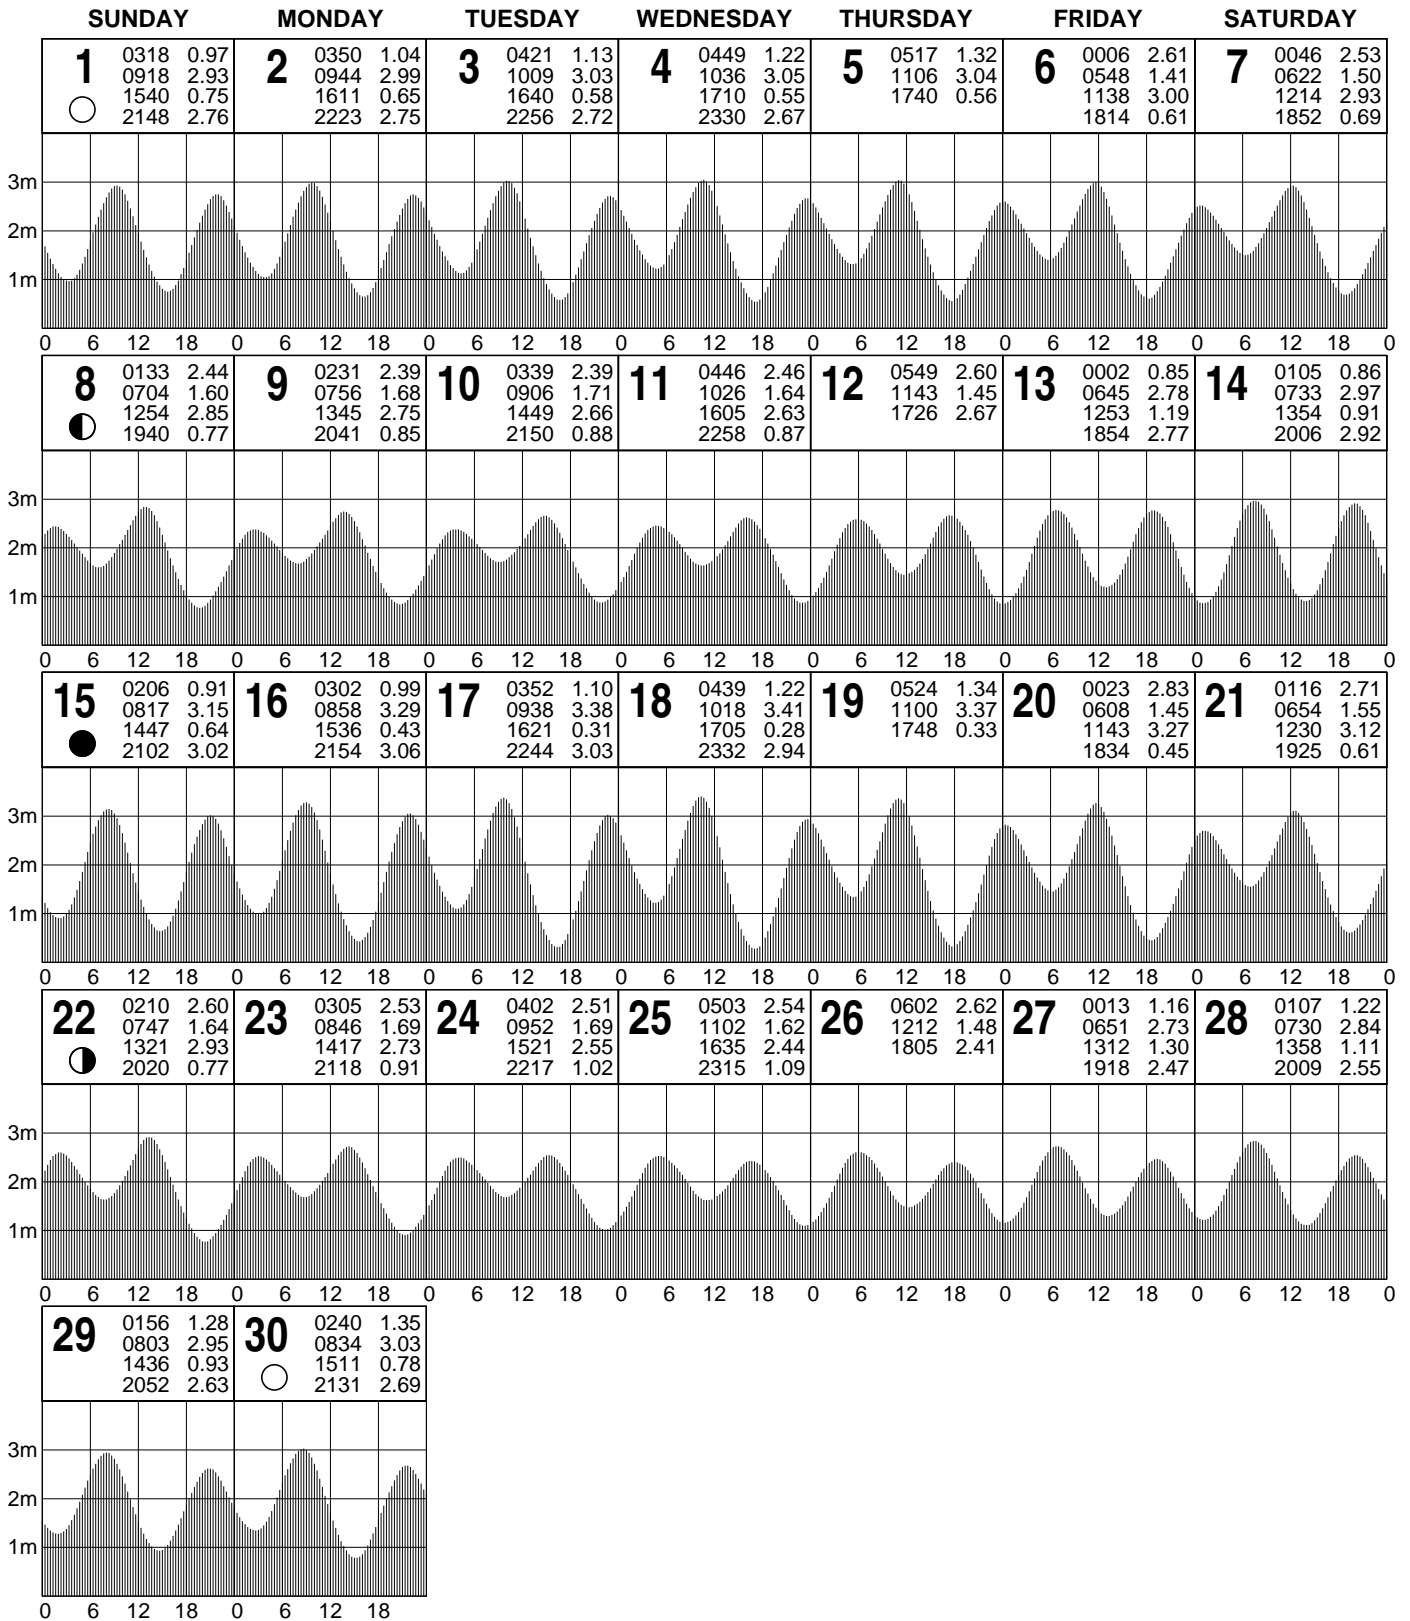 SUNDAY MONDAY TUESDAY WEDNESDAY THURSDAY FRIDAY SATURDAY
1 0318 0.97
0918 2.93
1540 0.75
2148 2.76
2 0350 1.04
0944 2.99
1611 0.65
2223 2.75
3 0421 1.13
1009 3.03
1640 0.58
2256 2.72
4 0449 1.22
1036 3.05
1710 0.55
2330 2.67
5 0517 1.32
1106 3.04
1740 0.56
6 0006 2.61
0548 1.41
1138 3.00
1814 0.61
7 0046 2.53
0622 1.50
1214 2.93
1852 0.69
3m
2m
1m
0 6 12 18 0 6 12 18 0 6 12 18 0 6 12 18 0 6 12 18 0 6 12 18 0 6 12 18 0
8 0133 2.44
0704 1.60
1254 2.85
1940 0.77
9 0231 2.39
0756 1.68
1345 2.75
2041 0.85
10 0339 2.39
0906 1.71
1449 2.66
2150 0.88
11 0446 2.46
1026 1.64
1605 2.63
2258 0.87
12 0549 2.60
1143 1.45
1726 2.67
13 0002 0.85
0645 2.78
1253 1.19
1854 2.77
14 0105 0.86
0733 2.97
1354 0.91
2006 2.92
3m
2m
1m
0 6 12 18 0 6 12 18 0 6 12 18 0 6 12 18 0 6 12 18 0 6 12 18 0 6 12 18 0
15 0206 0.91
0817 3.15
1447 0.64
2102 3.02
16 0302 0.99
0858 3.29
1536 0.43
2154 3.06
17 0352 1.10
0938 3.38
1621 0.31
2244 3.03
18 0439 1.22
1018 3.41
1705 0.28
2332 2.94
19 0524 1.34
1100 3.37
1748 0.33
20 0023 2.83
0608 1.45
1143 3.27
1834 0.45
21 0116 2.71
0654 1.55
1230 3.12
1925 0.61
3m
2m
1m
0 6 12 18 0 6 12 18 0 6 12 18 0 6 12 18 0 6 12 18 0 6 12 18 0 6 12 18 0
22 0210 2.60
0747 1.64
1321 2.93
2020 0.77
23 0305 2.53
0846 1.69
1417 2.73
2118 0.91
24 0402 2.51
0952 1.69
1521 2.55
2217 1.02
25 0503 2.54
1102 1.62
1635 2.44
2315 1.09
26 0602 2.62
1212 1.48
1805 2.41
27 0013 1.16
0651 2.73
1312 1.30
1918 2.47
28 0107 1.22
0730 2.84
1358 1.11
2009 2.55
3m
2m
1m
0 6 12 18 0 6 12 18 0 6 12 18 0 6 12 18 0 6 12 18 0 6 12 18 0 6 12 18 0
29 0156 1.28
0803 2.95
1436 0.93
2052 2.63
30 0240 1.35
0834 3.03
1511 0.78
2131 2.69
3m
2m
1m
0 6 12 18 0 6 12 18